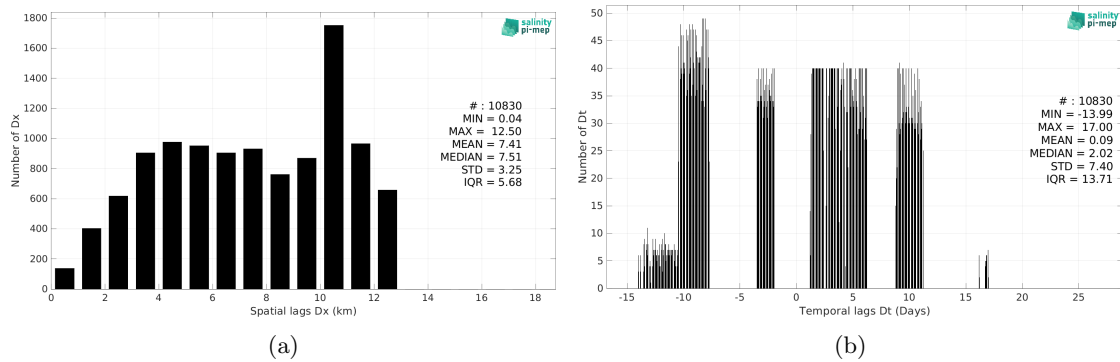 1800
1600
1400
1200
1000
800
600
400
200
0
Number of Dx
0 2 4 6 8 10 12 14 16 18
Spatial lags Dx (km)
salinity
pi-mep
# : 10830
MIN = 0.04
MAX = 12.50
MEAN = 7.41
MEDIAN = 7.51
STD = 3.25
IQR = 5.68
(a)
50
45
40
35
30
25
20
15
10
5
0
Number of Dt
-15 -10 -5 0 5 10 15 20 25
Temporal lags Dt (Days)
salinity
pi-mep
# : 10830
MIN = -13.99
MAX = 17.00
MEAN = 0.09
MEDIAN = 2.02
STD = 7.40
IQR = 13.71
(b)